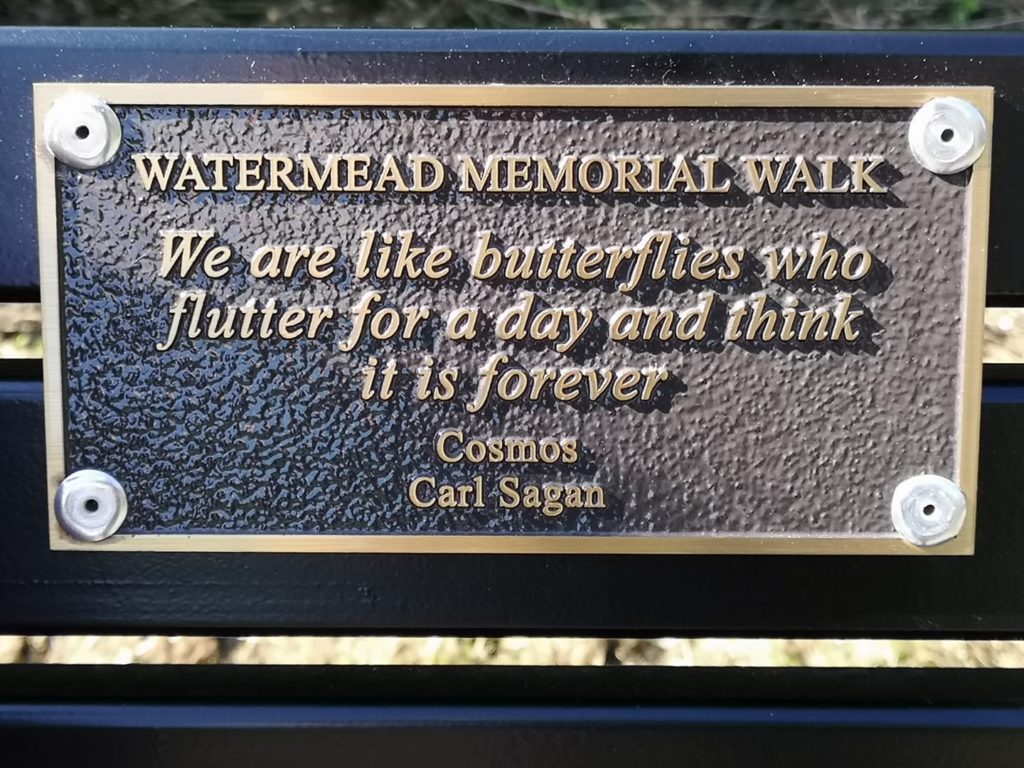 WATERMEAD MEMORIAL WALK
We are like butterflies who
flutter for a day and think
it is forever
Cosmos
Carl Sagan